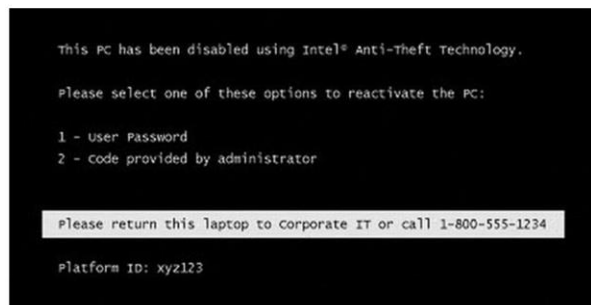 This PC has been disabled using Intel® Anti-Theft Technology.
Please select one of these options to reactivate the PC:
1 - User Password
2 - Code provided by administrator
Please return this laptop to Corporate IT or call 1-800-555-1234
Platform ID: xyz123